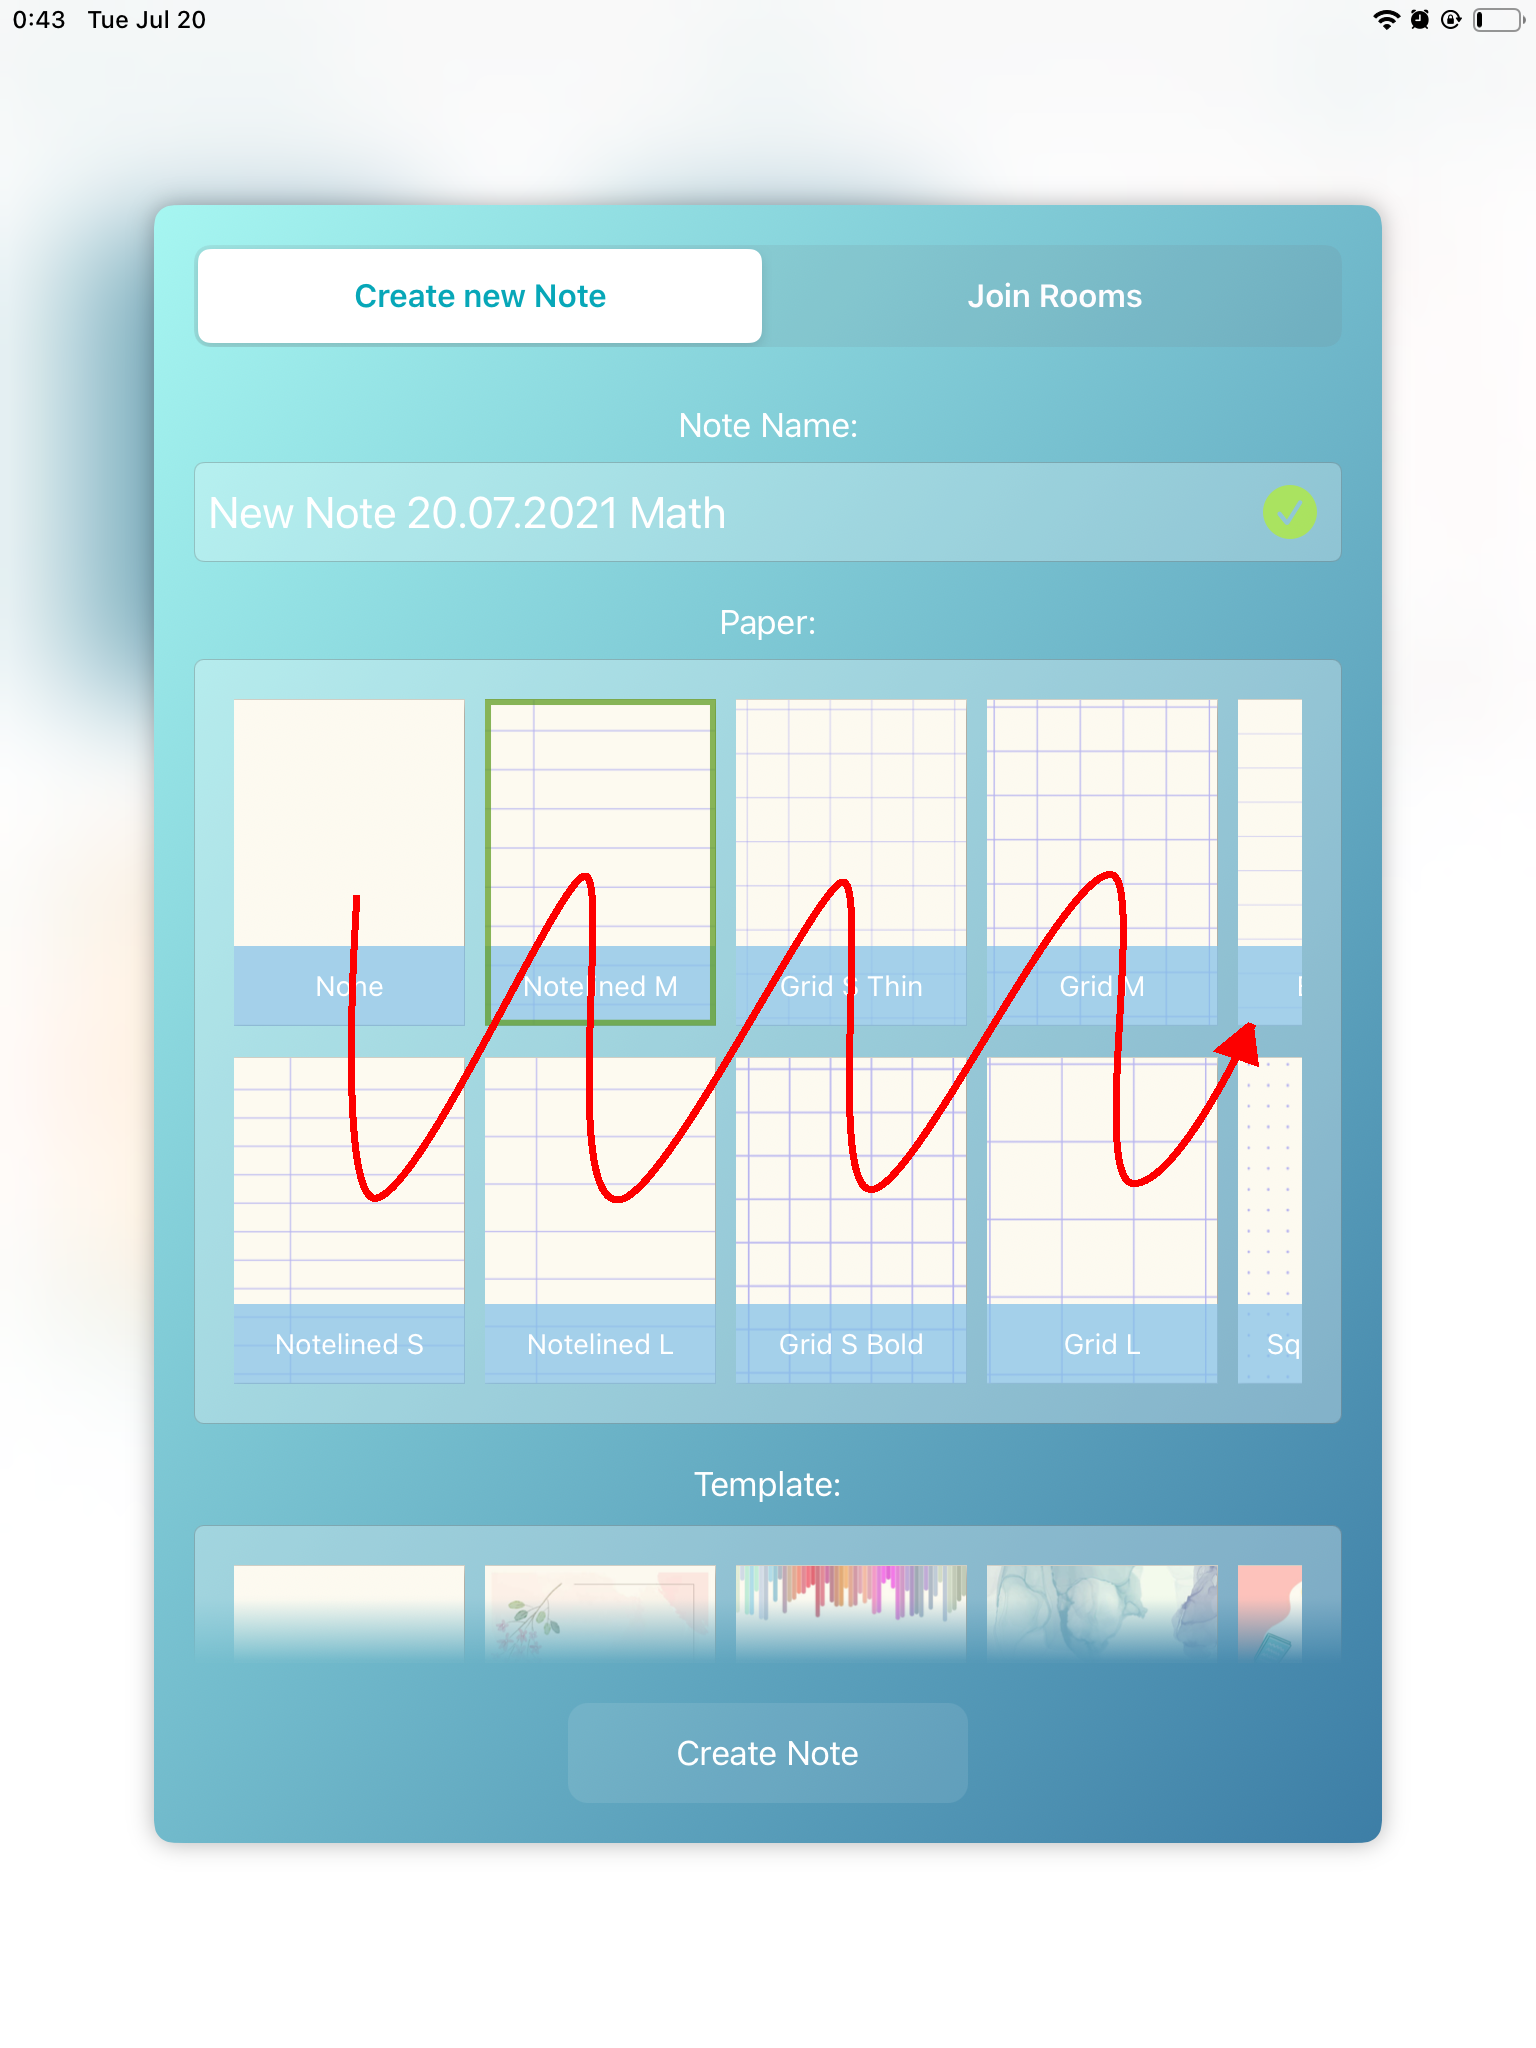 0:43 Tue Jul 20
Create new Note Join Rooms
Note Name:
New Note 20.07.2021 Math
Paper:
None Notelined M Grid S Thin Grid M
Notelined S Notelined L Grid S Bold Grid L Sq
Template:
Create Note